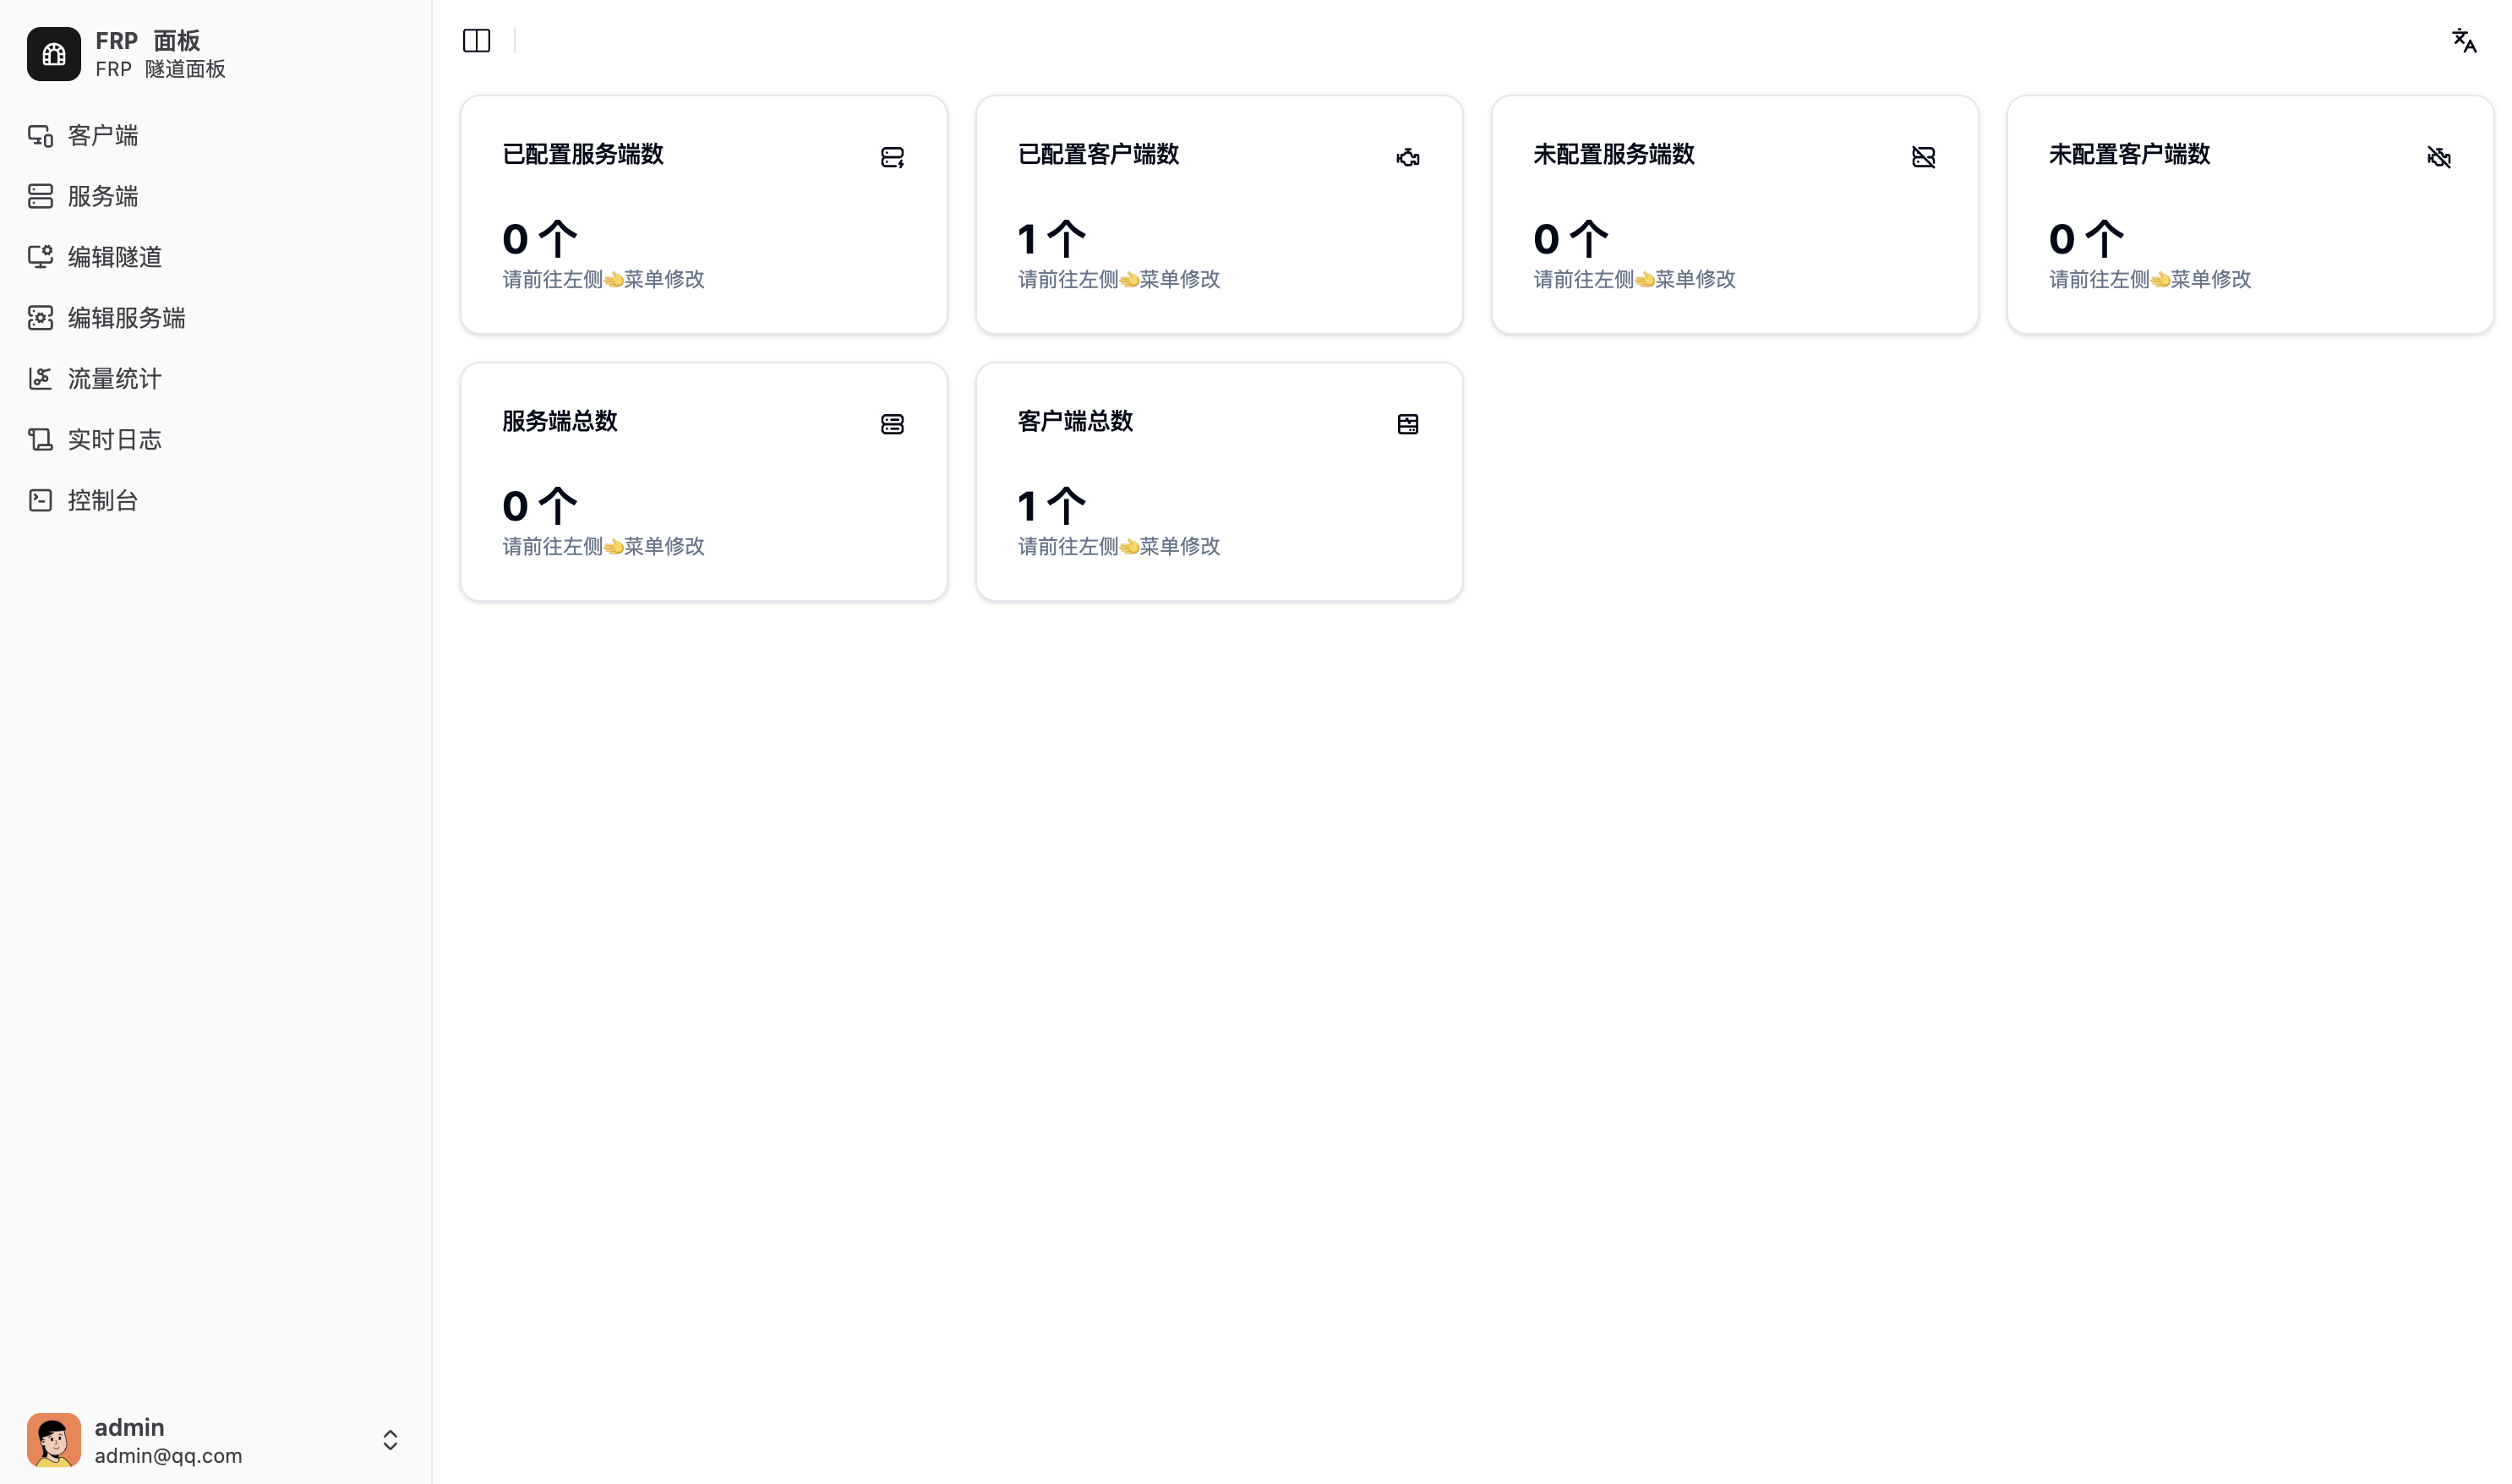 FRP 面板
FRP 隧道面板
客户端
服务端
编辑隧道
编辑服务端
流量统计
实时日志
控制台
已配置服务端数
0 个
请前往左侧🫲菜单修改
已配置客户端数
1 个
请前往左侧🫲菜单修改
未配置服务端数
0 个
请前往左侧🫲菜单修改
未配置客户端数
0 个
请前往左侧🫲菜单修改
服务端总数
0 个
请前往左侧🫲菜单修改
客户端总数
1 个
请前往左侧🫲菜单修改
admin
admin@qq.com